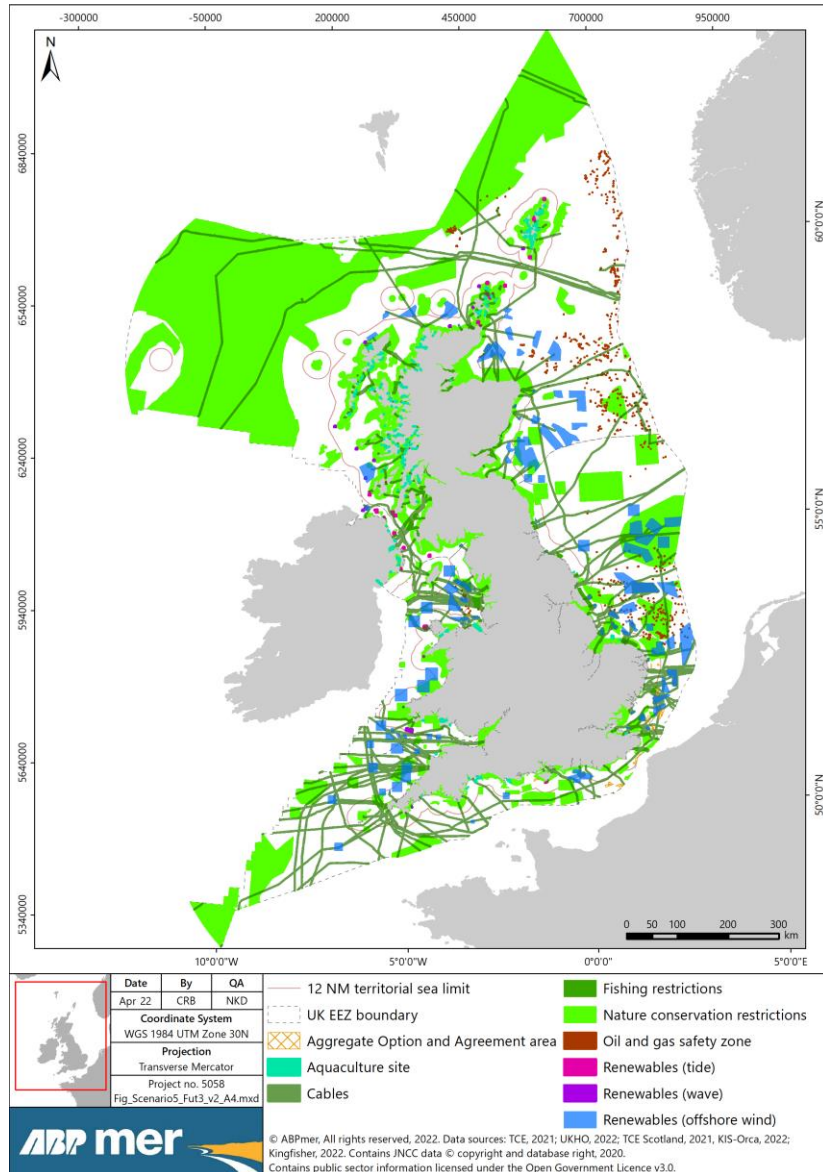 -300000 -50000 200000 450000 700000 950000
N
6840000
6540000
6240000
5940000
5640000
5340000
60°0'0"N
55°0'0"N
50°0'0"N
0 50 100 200 300
km
10°0'0"W 5°0'0"W 0°0'0" 5°0'0"E
Date By QA
Apr 22 CRB NKD
Coordinate System
WGS 1984 UTM Zone 30N
Projection
Transverse Mercator
Project no. 5058
Fig_Scenario5_Fut3_v2_A4.mxd
ABPmer
12 NM territorial sea limit
UK EEZ boundary
Aggregate Option and Agreement area
Aquaculture site
Cables
Fishing restrictions
Nature conservation restrictions
Oil and gas safety zone
Renewables (tide)
Renewables (wave)
Renewables (offshore wind)
© ABPmer, All rights reserved, 2022. Data sources: TCE, 2021; UKHO, 2022; TCE Scotland, 2021, KIS-Orca, 2022;
Kingfisher, 2022. Contains JNCC data © copyright and database right, 2020.
Contains public sector information licensed under the Open Government Licence v3.0.